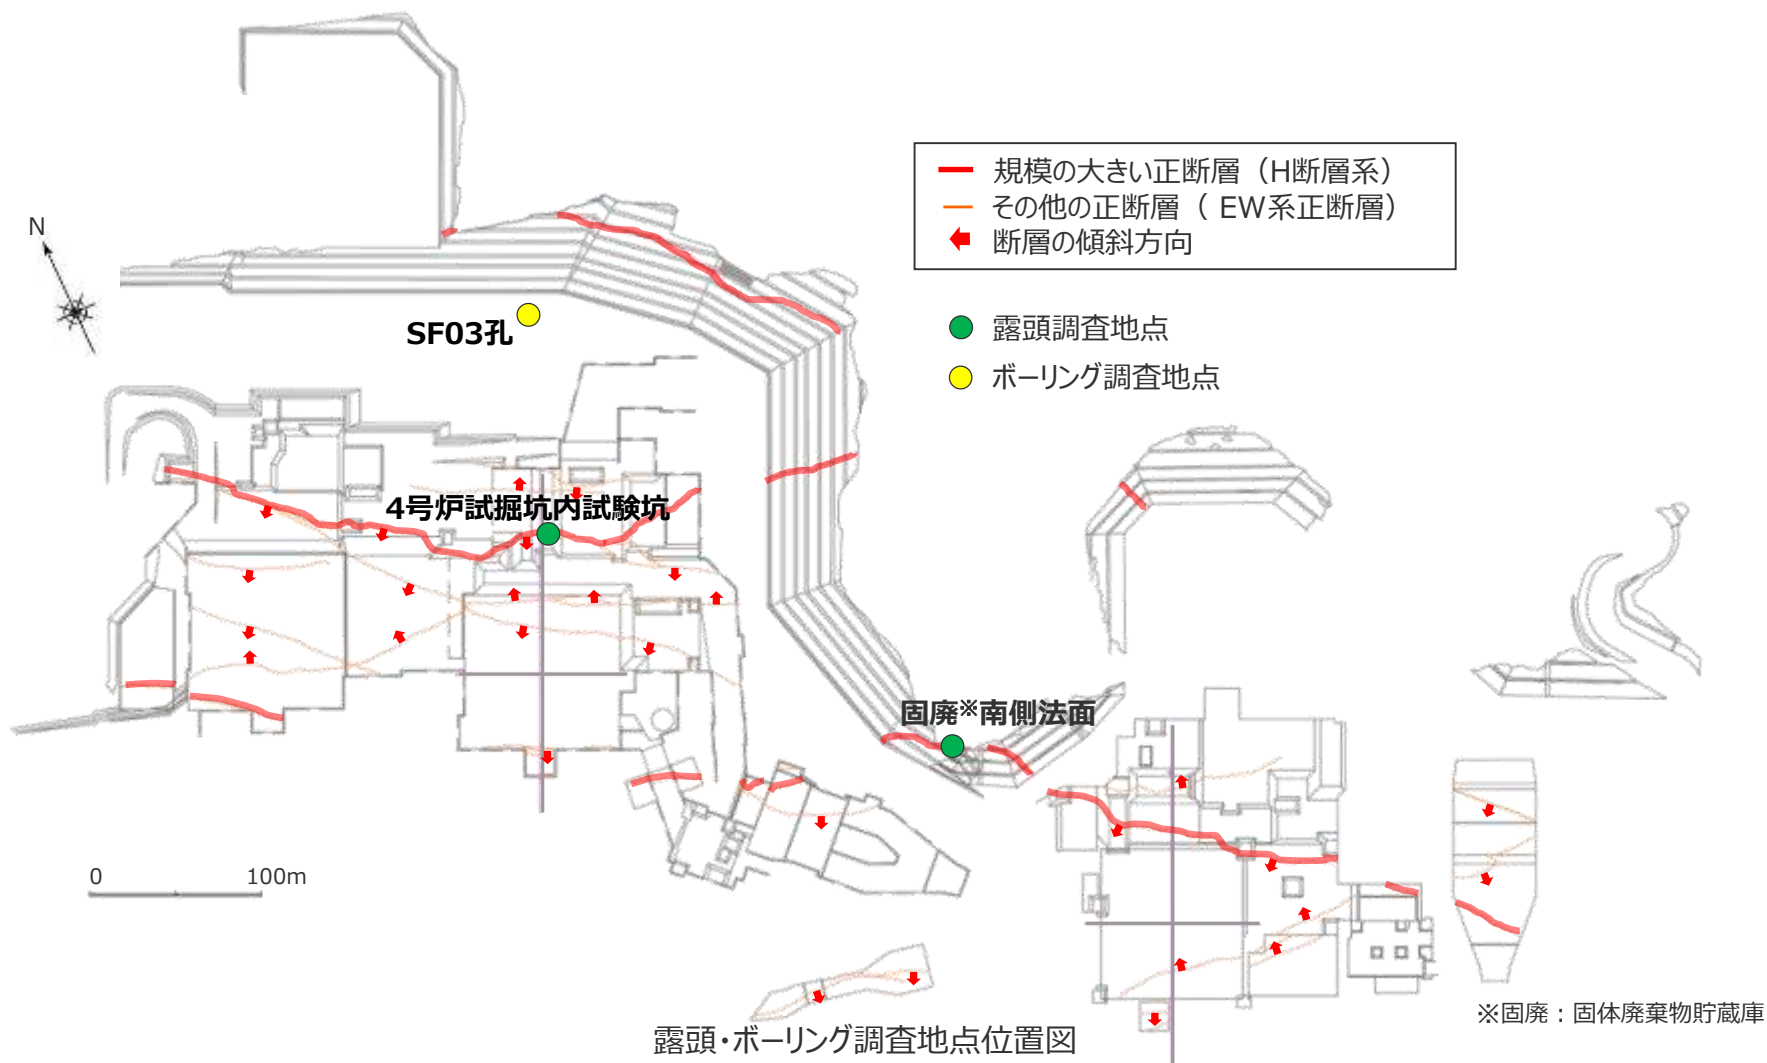 規模の大きい正断層（H断層系）
その他の正断層（ EW系正断層）
断層の傾斜方向
N
SF03孔
露頭調査地点
ボーリング調査地点
4号炉試掘坑内試験坑
固廃※南側法面
0 100m
※固廃：固体廃棄物貯蔵庫
露頭・ボーリング調査地点位置図